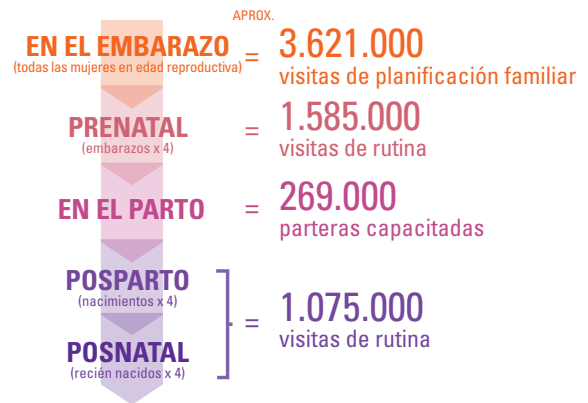 APROX.
EN EL EMBARAZO
(todas las mujeres en edad reproductiva)
= 3.621.000
visitas de planificación familiar
PRENATAL
(embarazos x 4)
= 1.585.000
visitas de rutina
EN EL PARTO
= 269.000
parteras capacitadas
POSPARTO
(nacimientos x 4)
POSNATAL
(recién nacidos x 4)
= 1.075.000
visitas de rutina